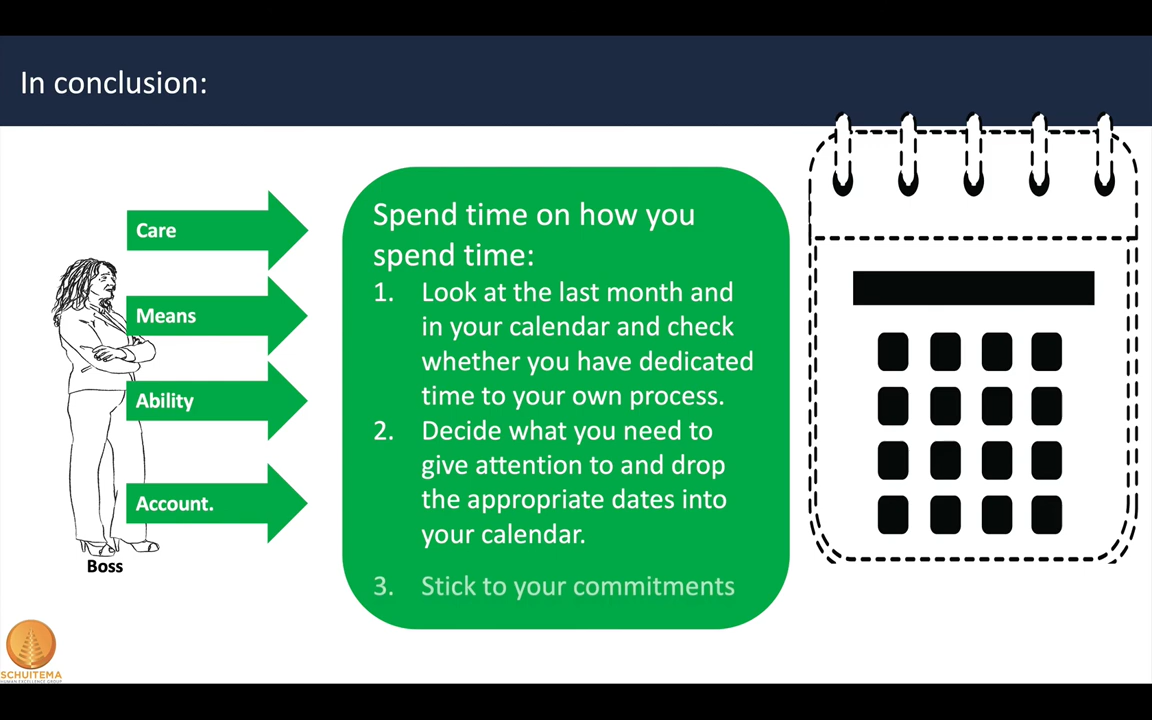 In conclusion:
Care
Means
Ability
Account.
Boss
Spend time on how you
spend time:
1. Look at the last month and
in your calendar and check
whether you have dedicated
time to your own process.
2. Decide what you need to
give attention to and drop
the appropriate dates into
your calendar.
3. Stick to your commitments
SCHUITEMA
HUMAN EXCELLENCE GROUP